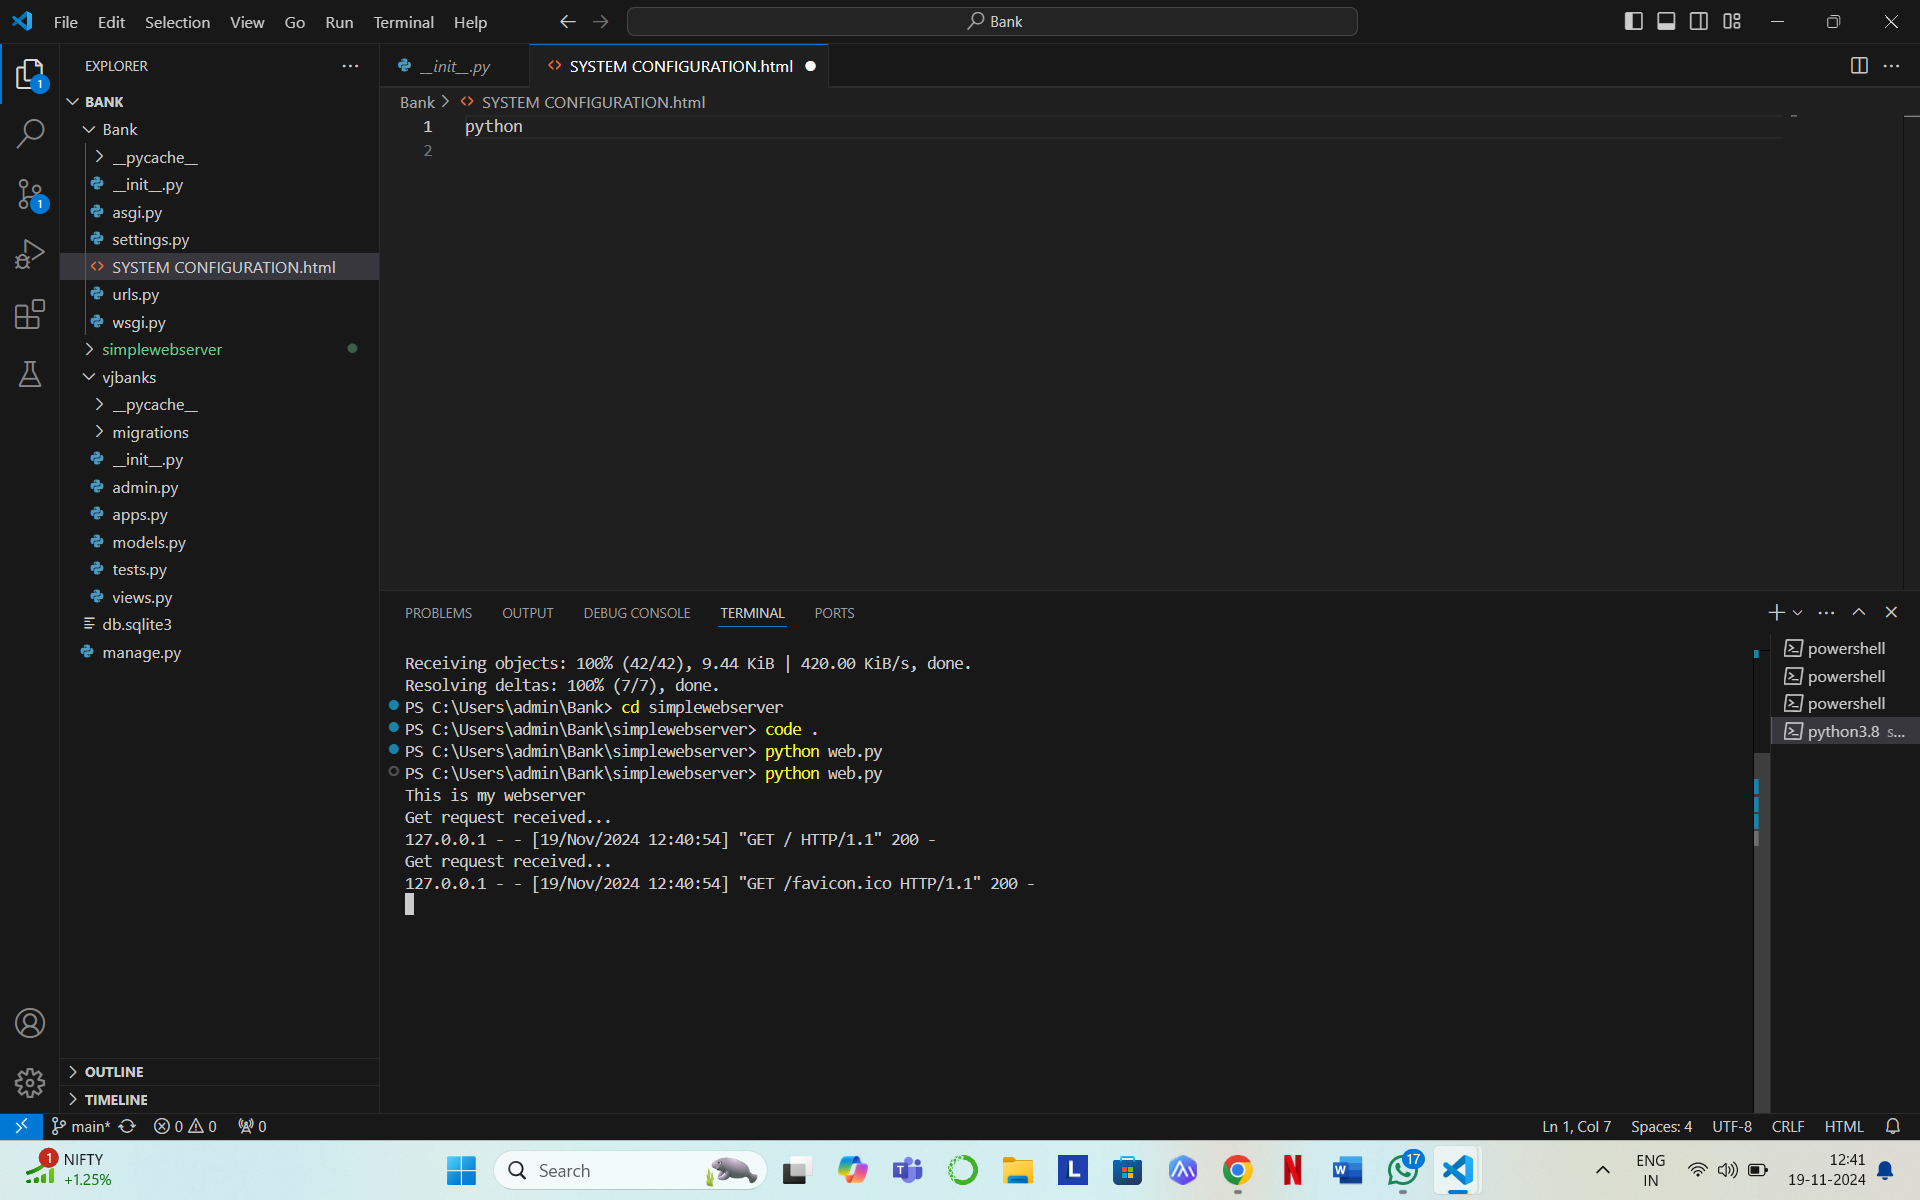 File Edit Selection View Go Run Terminal Help
Bank
EXPLORER
__init__.py
SYSTEM CONFIGURATION.html
BANK
Bank > SYSTEM CONFIGURATION.html
1 python
2
Bank
__pycache__
__init__.py
asgi.py
settings.py
SYSTEM CONFIGURATION.html
urls.py
wsgi.py
simplewebserver
vjbanks
__pycache__
migrations
__init__.py
admin.py
apps.py
models.py
tests.py
views.py
db.sqlite3
manage.py
1
1
OUTLINE
TIMELINE
PROBLEMS OUTPUT DEBUG CONSOLE TERMINAL PORTS
Receiving objects: 100% (42/42), 9.44 KiB | 420.00 KiB/s, done.
Resolving deltas: 100% (7/7), done.
PS C:\Users\admin\Bank> cd simplewebserver
PS C:\Users\admin\Bank\simplewebserver> code .
PS C:\Users\admin\Bank\simplewebserver> python web.py
PS C:\Users\admin\Bank\simplewebserver> python web.py
This is my webserver
Get request received...
127.0.0.1 - - [19/Nov/2024 12:40:54] "GET / HTTP/1.1" 200 -
Get request received...
127.0.0.1 - - [19/Nov/2024 12:40:54] "GET /favicon.ico HTTP/1.1" 200 -
powershell
powershell
powershell
python3.8 s...
main* 0 0 0
Ln 1, Col 7 Spaces: 4 UTF-8 CRLF HTML
1
NIFTY
+1.25%
Search
L
N
W
17
ENG
IN
12:41
19-11-2024